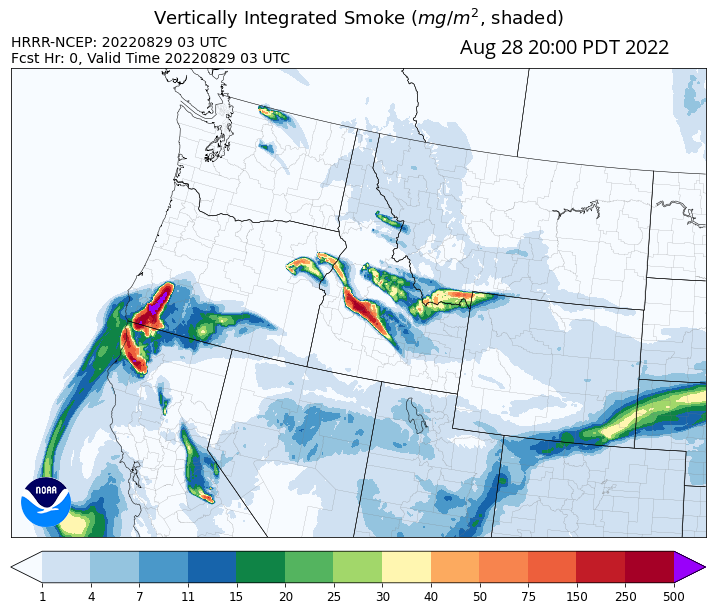 Vertically Integrated Smoke (mg/m², shaded)
HRRR-NCEP: 20220829 03 UTC
Fcst Hr: 0, Valid Time 20220829 03 UTC
Aug 28 20:00 PDT 2022
NOAA
1 4 7 11 15 20 25 30 40 50 75 150 250 500